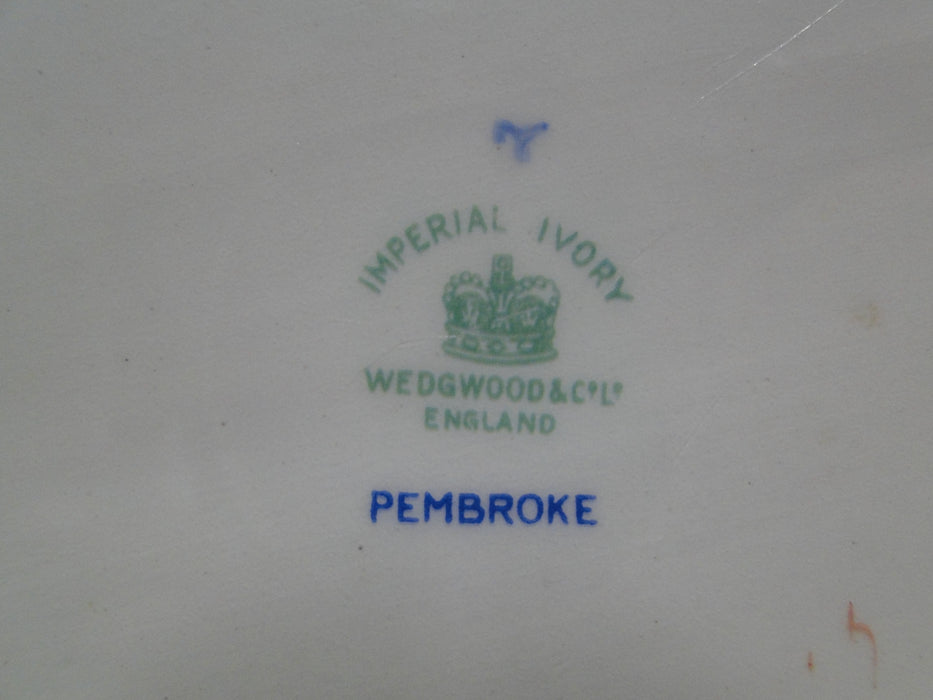 IMPERIAL IVORY
WEDGWOOD & Co Ld
ENGLAND
PEMBROKE